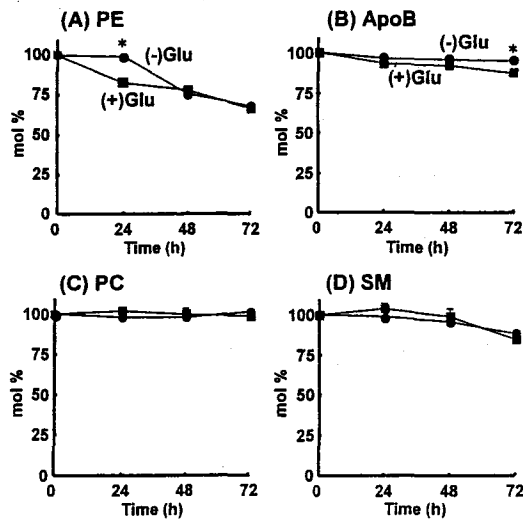 (A) PE
100
75
50
25
0
mol %
*
(-)Glu
(+)Glu
0 24 48 72
Time (h)
(B) ApoB
100
75
50
25
0
mol %
(-)Glu
*
(+)Glu
0 24 48 72
Time (h)
(C) PC
100
75
50
25
0
mol %
0 24 48 72
Time (h)
(D) SM
100
75
50
25
0
mol %
0 24 48 72
Time (h)